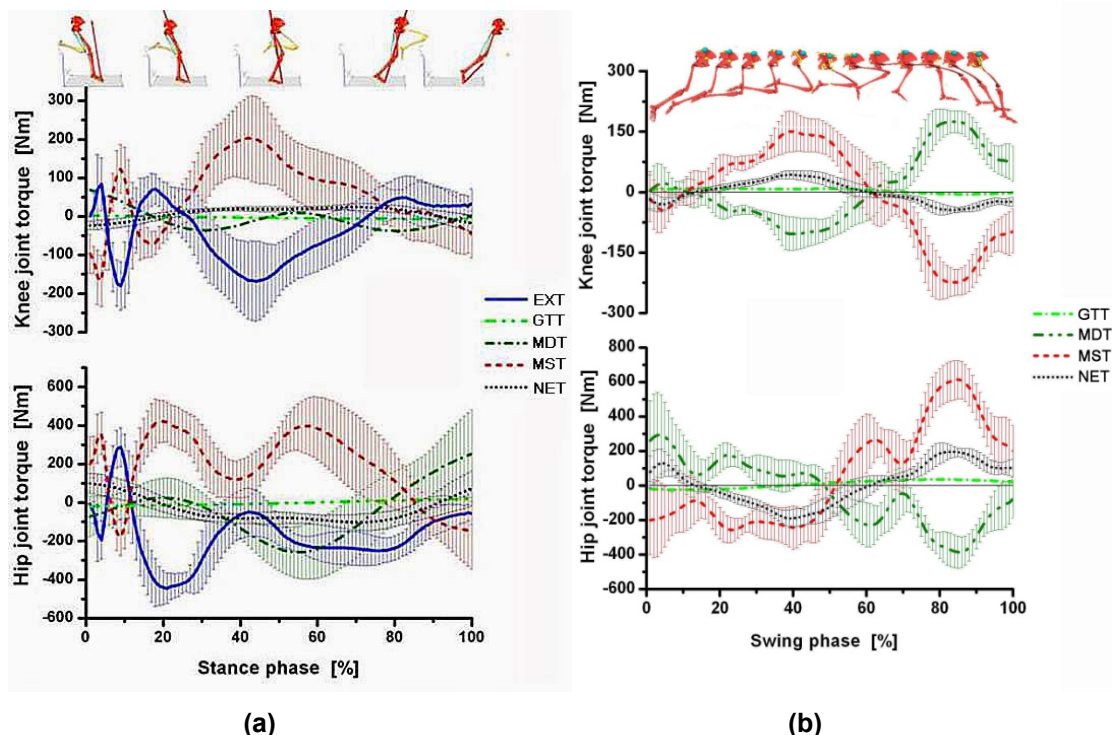 300
200
100
0
-100
-200
-300
Knee joint torque [Nm]
600
400
200
0
-200
-400
-600
Hip joint torque [Nm]
0 20 40 60 80 100
Stance phase [%]
EXT
GTT
MDT
MST
NET
(a)
300
150
0
-150
-300
Knee joint torque [Nm]
800
600
400
200
0
-200
-400
-600
Hip joint torque [Nm]
0 20 40 60 80 100
Swing phase [%]
GTT
MDT
MST
NET
(b)